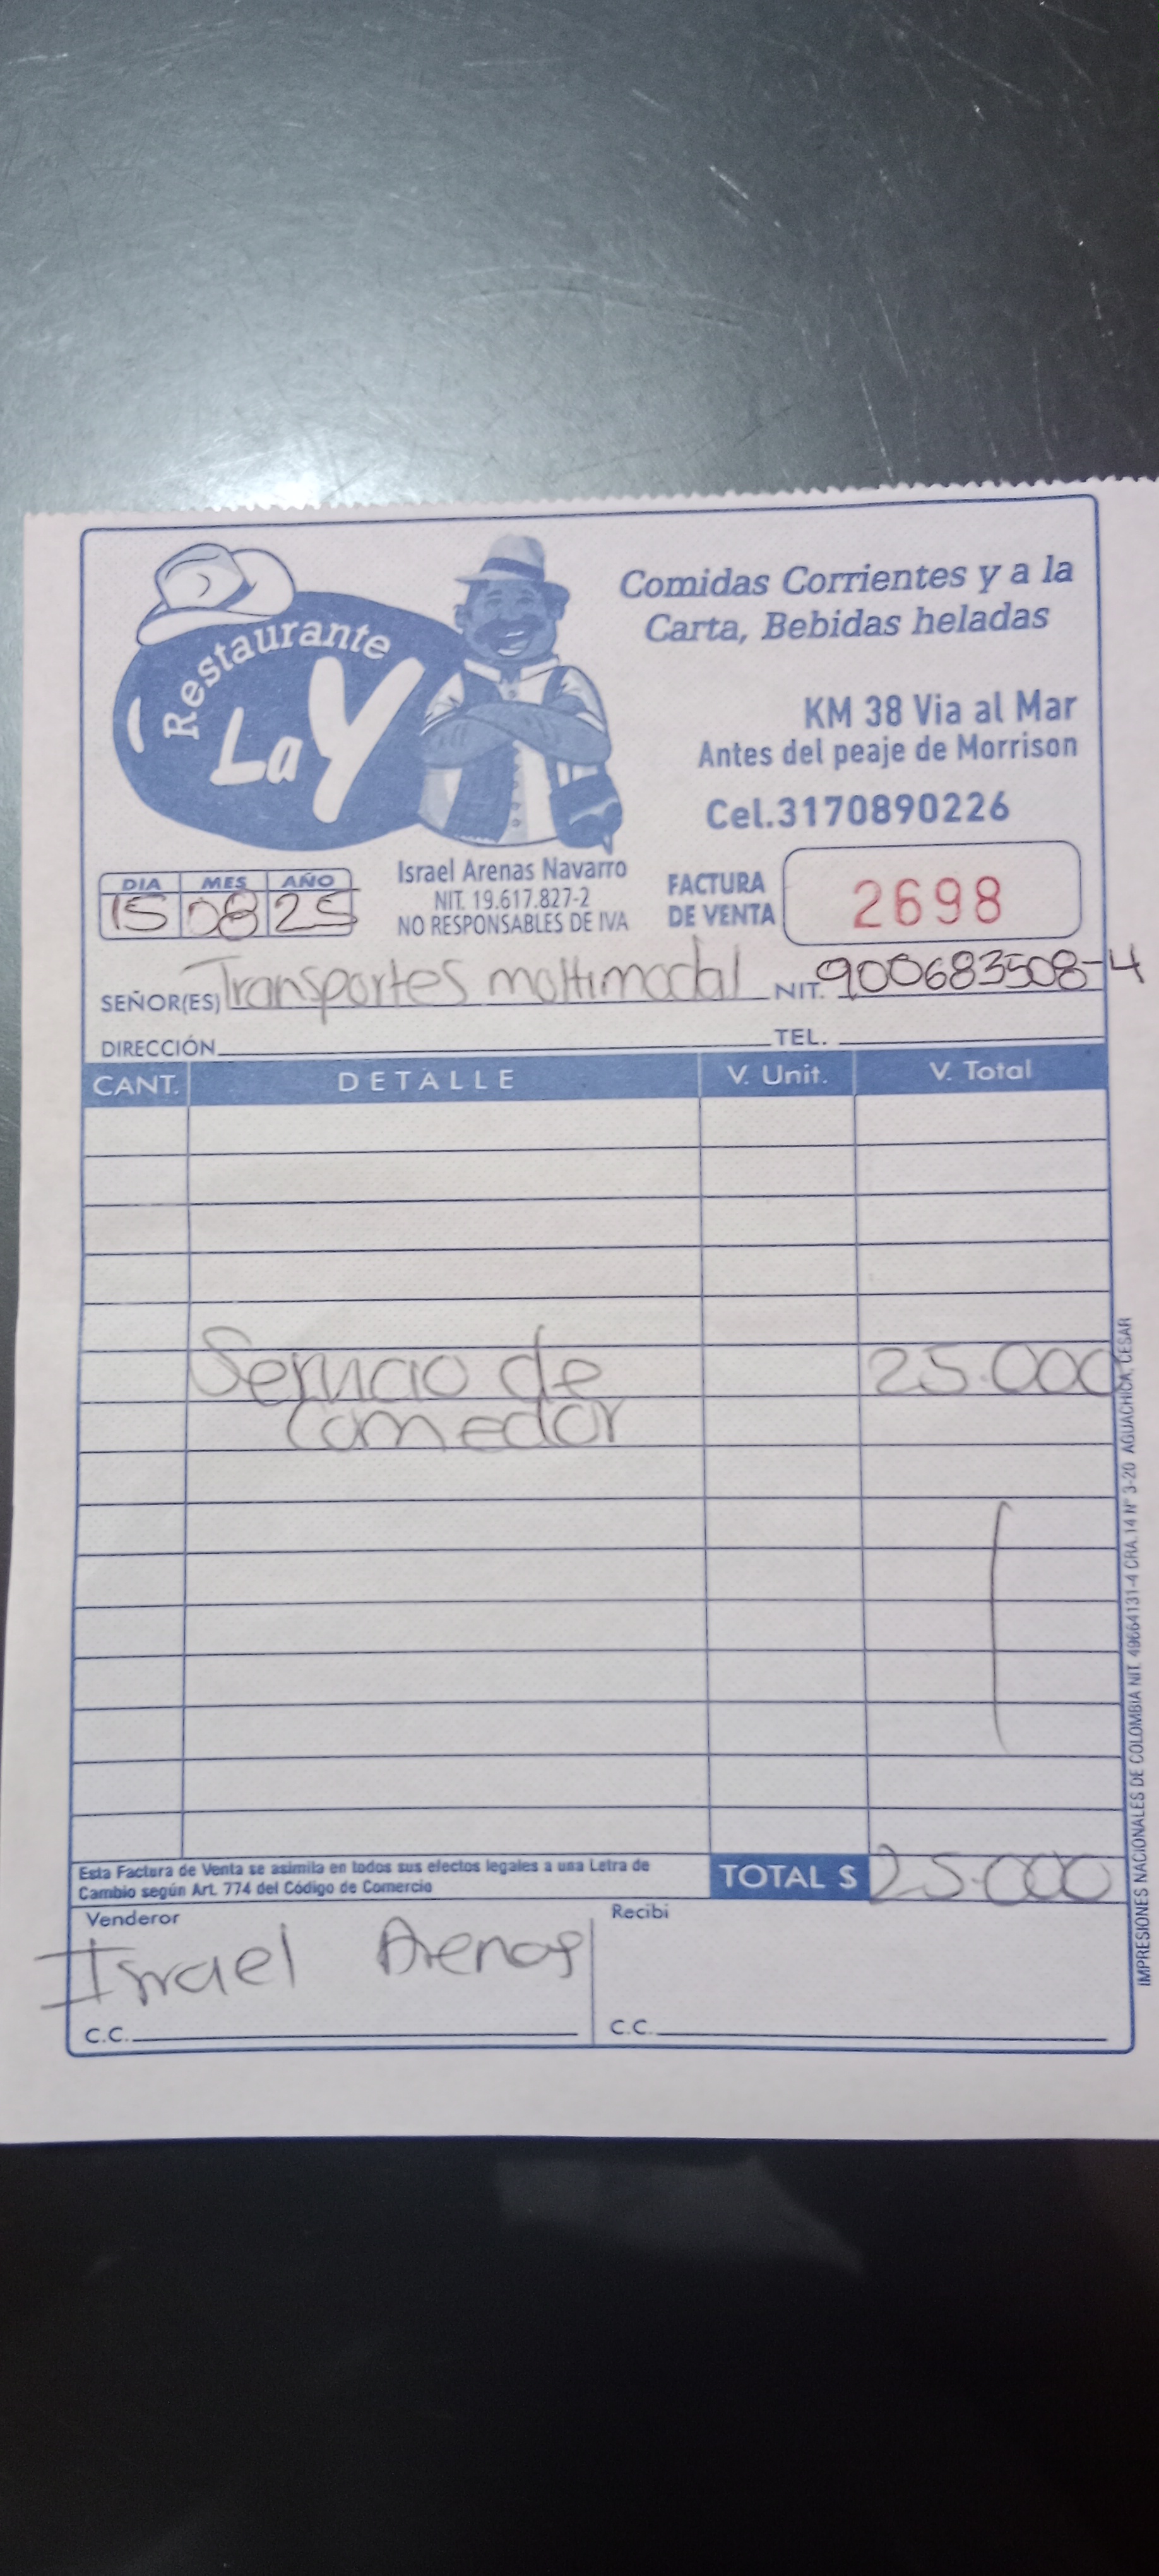 Restaurante
La Y
Comidas Corrientes y a la
Carta, Bebidas heladas
KM 38 Via al Mar
Antes del peaje de Morrison
Cel.3170890226
DIA MES AÑO
15 08 25
Israel Arenas Navarro
NIT. 19.617.827-2
NO RESPONSABLES DE IVA
FACTURA
DE VENTA
2698
SEÑOR(ES) Transportes moltimodal NIT. 900683508-4
DIRECCIÓN TEL.
CANT. DETALLE V. Unit. V. Total
Servicio de 25.000
Comedor
Esta Factura de Venta se asimila en todos sus efectos legales a una Letra de
Cambio según Art. 774 del Código de Comercio
TOTAL $ 25.000
Venderor Recibi
Israel Arenas
C.C. C.C.
IMPRESIONES NACIONALES DE COLOMBIA NIT. 49664131-4 CRA.14 N° 3-20 AGUACHICA, CESAR